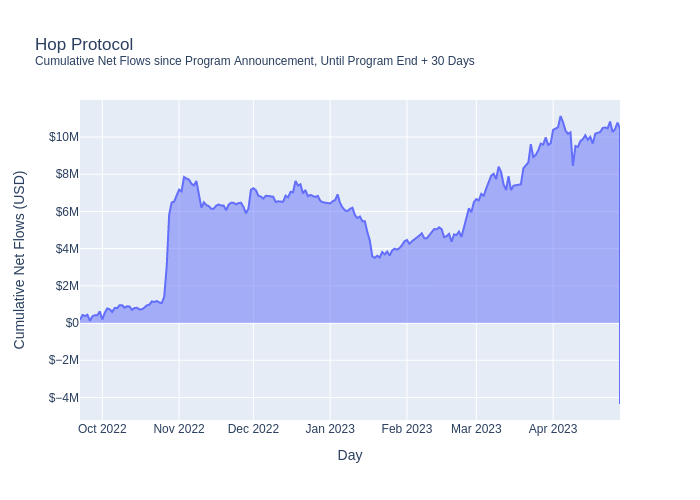 Hop Protocol
Cumulative Net Flows since Program Announcement, Until Program End + 30 Days
Cumulative Net Flows (USD)
$10M
$8M
$6M
$4M
$2M
$0
$−2M
$−4M
Oct 2022 Nov 2022 Dec 2022 Jan 2023 Feb 2023 Mar 2023 Apr 2023
Day